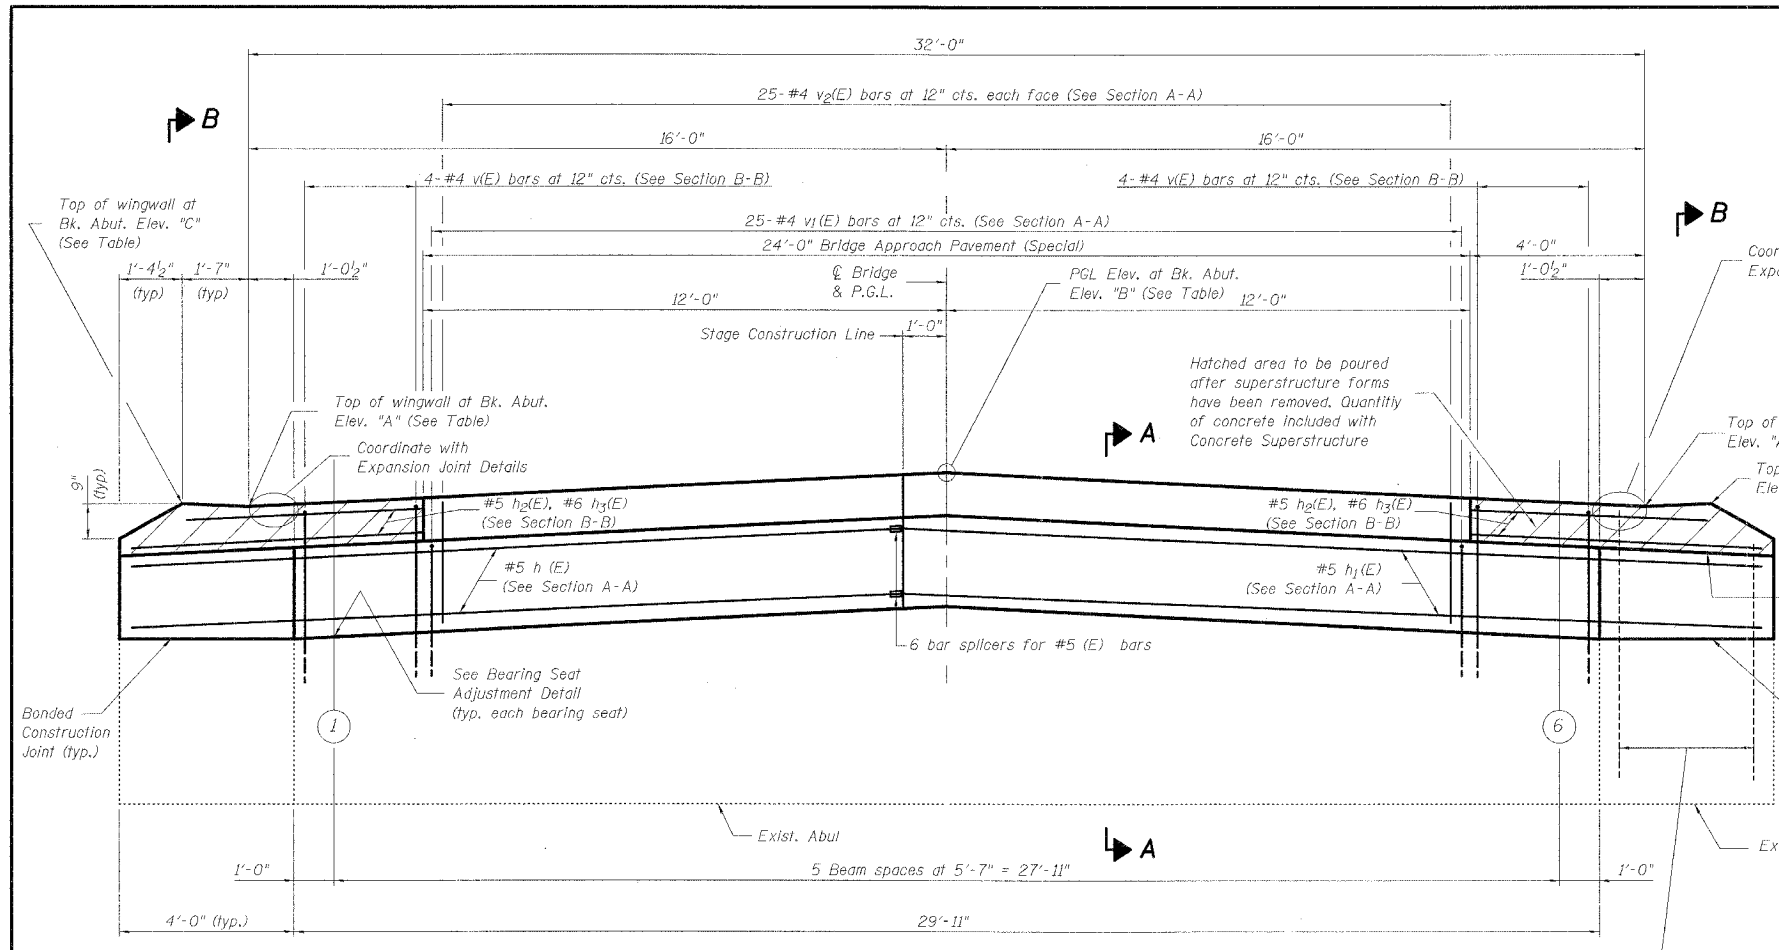 32'-0"
25-#4 v2(E) bars at 12" cts. each face (See Section A-A)
B
16'-0"
16'-0"
4-#4 v(E) bars at 12" cts. (See Section B-B)
4-#4 v(E) bars at 12" cts. (See Section B-B)
Top of wingwall at
Bk. Abut. Elev. "C"
(See Table)
25-#4 v1(E) bars at 12" cts. (See Section A-A)
B
24'-0" Bridge Approach Pavement (Special)
4'-0"
1'-4½"
(typ)
1'-7"
(typ)
1'-0½"
℄ Bridge
& P.G.L.
PGL Elev. at Bk. Abut.
Elev. "B" (See Table)
1'-0½"
Coor
Expa
12'-0"
12'-0"
Stage Construction Line
1'-0"
Hatched area to be poured
after superstructure forms
have been removed. Quantitiy
of concrete included with
Concrete Superstructure
Top of wingwall at Bk. Abut.
Elev. "A" (See Table)
A
Top of
Elev. "A
Coordinate with
Expansion Joint Details
Top
Ele
9"
(typ)
#5 h2(E), #6 h3(E)
(See Section B-B)
#5 h2(E), #6 h3(E)
(See Section B-B)
#5 h (E)
(See Section A-A)
#5 h1(E)
(See Section A-A)
6 bar splicers for #5 (E) bars
See Bearing Seat
Adjustment Detail
(typ. each bearing seat)
Bonded
Construction
Joint (typ.)
1
6
Exist. Abut
A
Ex
1'-0"
5 Beam spaces at 5'-7" = 27'-11"
1'-0"
4'-0" (typ.)
29'-11"